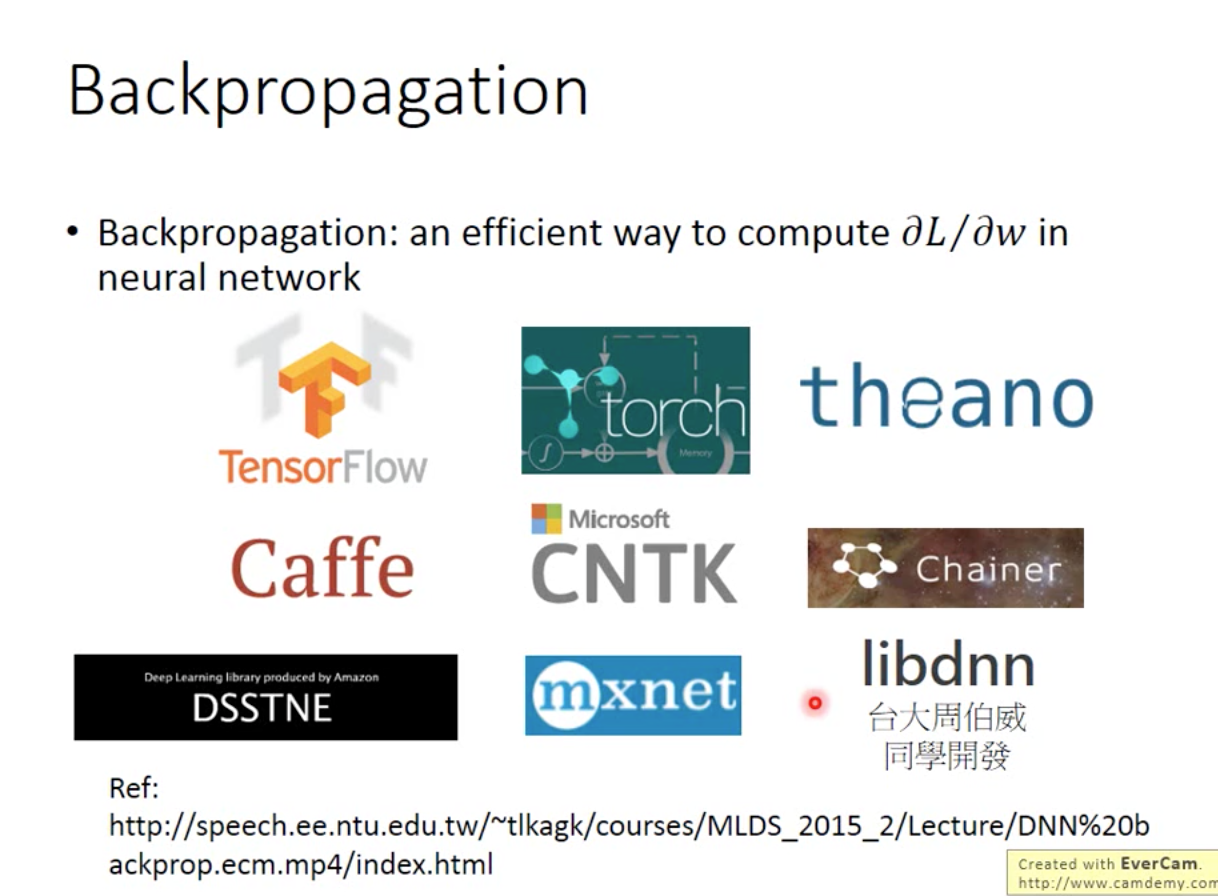 Backpropagation
• Backpropagation: an efficient way to compute 𝜕𝐿/𝜕𝑤 in
neural network
TF
TensorFlow
torch
Memory
theano
Caffe
Microsoft
CNTK
Chainer
Deep Learning library produced by Amazon
DSSTNE
mxnet
libdnn
台大周伯威
同學開發
Ref:
http://speech.ee.ntu.edu.tw/~tlkagk/courses/MLDS_2015_2/Lecture/DNN%20b
ackprop.ecm.mp4/index.html
Created with EverCam.
http://www.camdemy.com